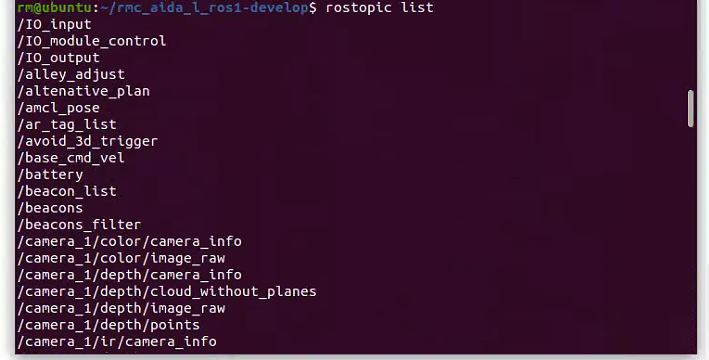 rm@ubuntu:~/rmc_aida_l_ros1-develop$ rostopic list
/IO_input
/IO_module_control
/IO_output
/alley_adjust
/altenative_plan
/amcl_pose
/ar_tag_list
/avoid_3d_trigger
/base_cmd_vel
/battery
/beacon_list
/beacons
/beacons_filter
/camera_1/color/camera_info
/camera_1/color/image_raw
/camera_1/depth/camera_info
/camera_1/depth/cloud_without_planes
/camera_1/depth/image_raw
/camera_1/depth/points
/camera_1/ir/camera_info